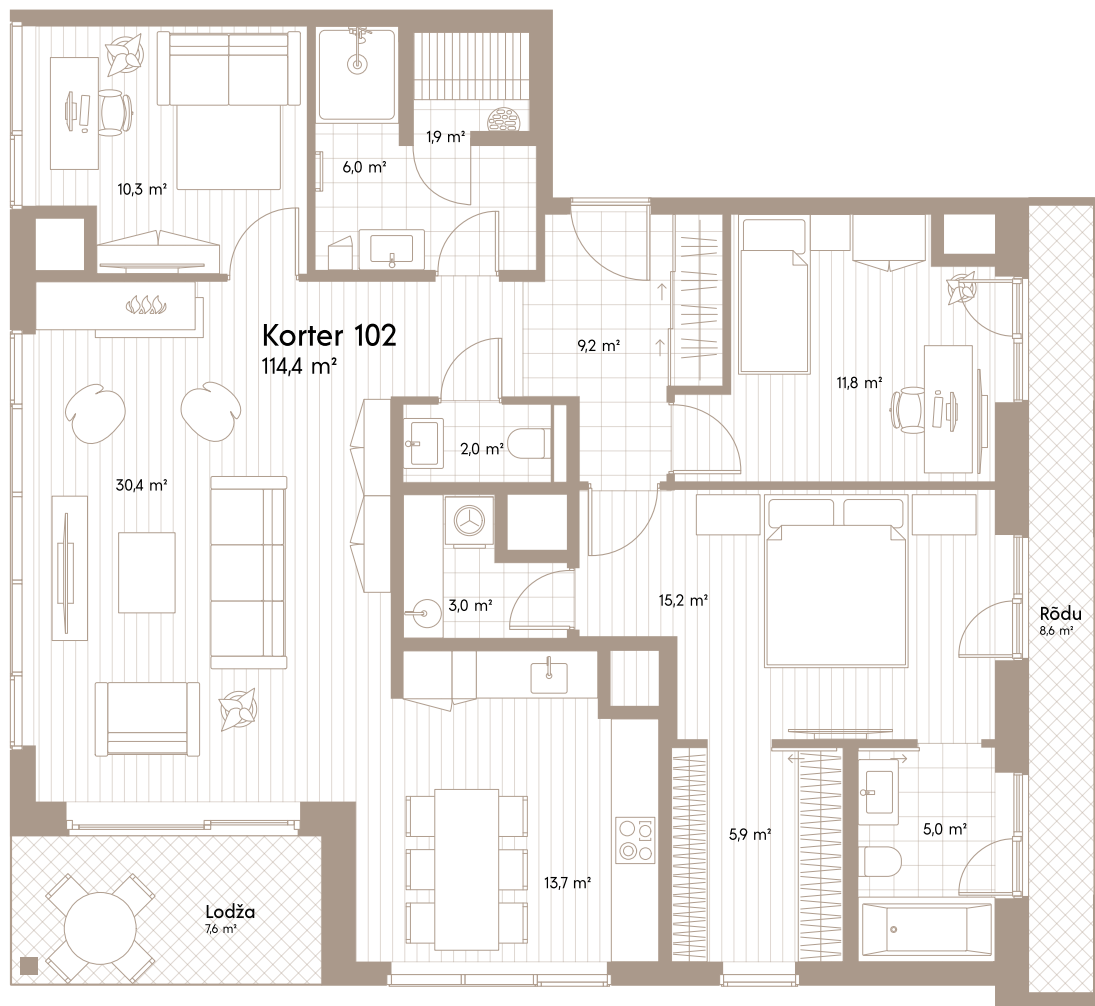 1,9 m²
6,0 m²
10,3 m²
Korter 102
114,4 m²
9,2 m²
11,8 m²
2,0 m²
30,4 m²
15,2 m²
3,0 m²
Rõdu
8,6 m²
5,9 m²
5,0 m²
13,7 m²
Lodža
7,6 m²